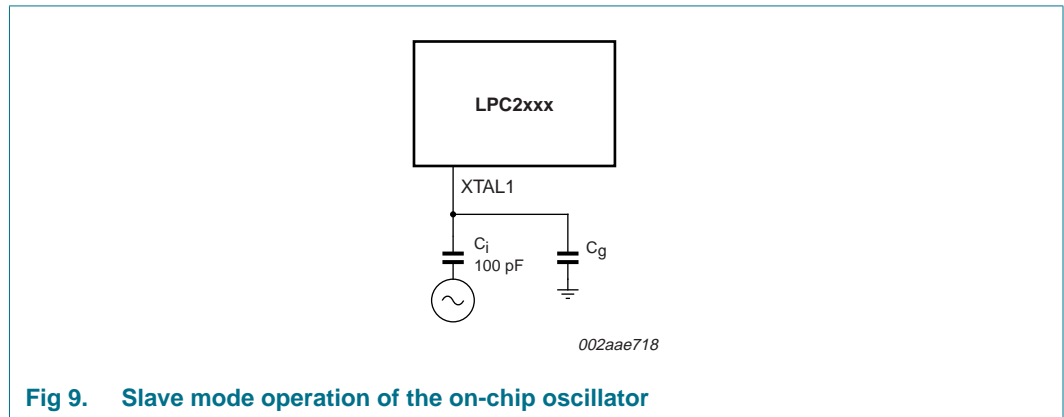 LPC2xxx
XTAL1
Ci
100 pF
Cg
002aae718
Fig 9. Slave mode operation of the on-chip oscillator